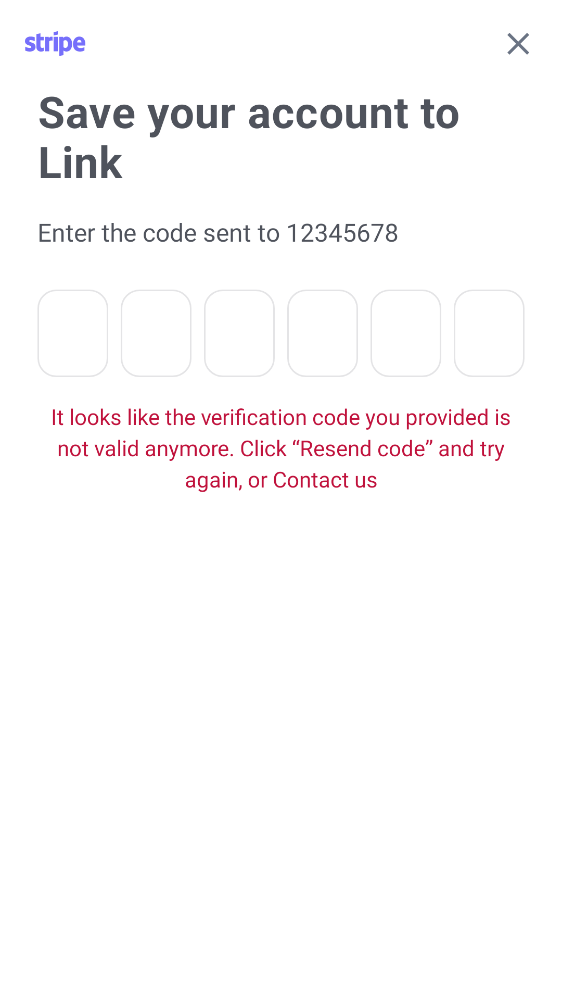 stripe
Save your account to
Link
Enter the code sent to 12345678
It looks like the verification code you provided is
not valid anymore. Click “Resend code” and try
again, or Contact us